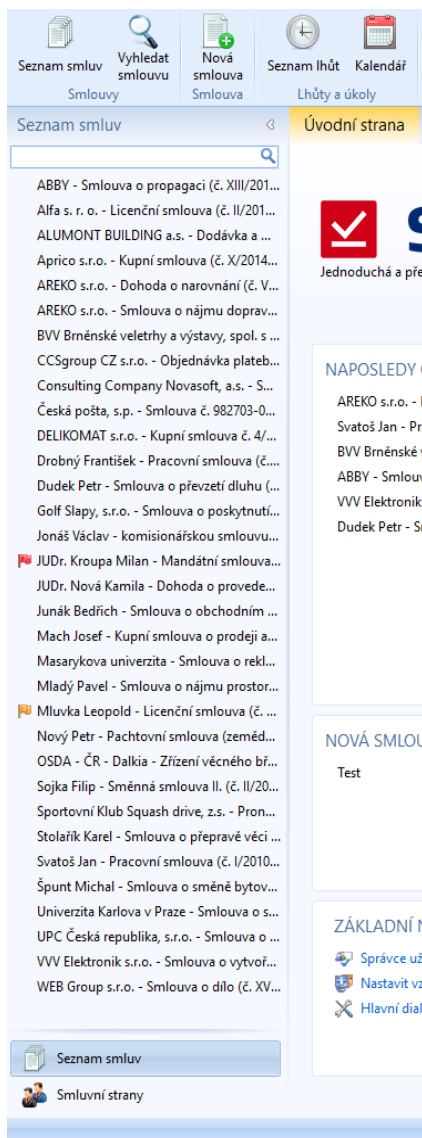 Seznam smluv
Vyhledat
smlouvu
Nová
smlouva
Seznam lhůt
Kalendář
Smlouvy
Smlouva
Lhůty a úkoly
Seznam smluv
Úvodní strana
ABBY - Smlouva o propagaci (č. XIII/201...
Alfa s. r. o. - Licenční smlouva (č. II/201...
ALUMONT BUILDING a.s. - Dodávka a ...
Aprico s.r.o. - Kupní smlouva (č. X/2014...
AREKO s.r.o. - Dohoda o narovnání (č. V...
AREKO s.r.o. - Smlouva o nájmu doprav...
BVV Brněnské veletrhy a výstavy, spol. s ...
CCSgroup CZ s.r.o. - Objednávka plateb...
Consulting Company Novasoft, a.s. - S...
Česká pošta, s.p. - Smlouva č. 982703-0...
DELIKOMAT s.r.o. - Kupní smlouva č. 4/...
Drobný František - Pracovní smlouva (č....
Dudek Petr - Smlouva o převzetí dluhu (...
Golf Slapy, s.r.o. - Smlouva o poskytnutí...
Jonáš Václav - komisionářskou smlouvu...
JUDr. Kroupa Milan - Mandátní smlouva...
JUDr. Nová Kamila - Dohoda o provede...
Junák Bedřich - Smlouva o obchodním ...
Mach Josef - Kupní smlouva o prodeji a...
Masarykova univerzita - Smlouva o rekl...
Mladý Pavel - Smlouva o nájmu prostor...
Mluvka Leopold - Licenční smlouva (č. ...
Nový Petr - Pachtovní smlouva (zeměd...
OSDA - ČR - Dalkia - Zřízení věcného bř...
Sojka Filip - Směnná smlouva II. (č. II/20...
Sportovní Klub Squash drive, z.s. - Pron...
Stolařík Karel - Smlouva o přepravě věci ...
Svatoš Jan - Pracovní smlouva (č. I/2010...
Špunt Michal - Smlouva o směně bytov...
Univerzita Karlova v Praze - Smlouva o s...
UPC Česká republika, s.r.o. - Smlouva o ...
VVV Elektronik s.r.o. - Smlouva o vytvoř...
WEB Group s.r.o. - Smlouva o dílo (č. XV...
Seznam smluv
Smluvní strany
S
Jednoduchá a pře
NAPOSLEDY
AREKO s.r.o. -
Svatoš Jan - Pr
BVV Brněnské
ABBY - Smlouv
VVV Elektronik
Dudek Petr - S
NOVÁ SMLOU
Test
ZÁKLADNÍ
Správce už
Nastavit vz
Hlavní dial